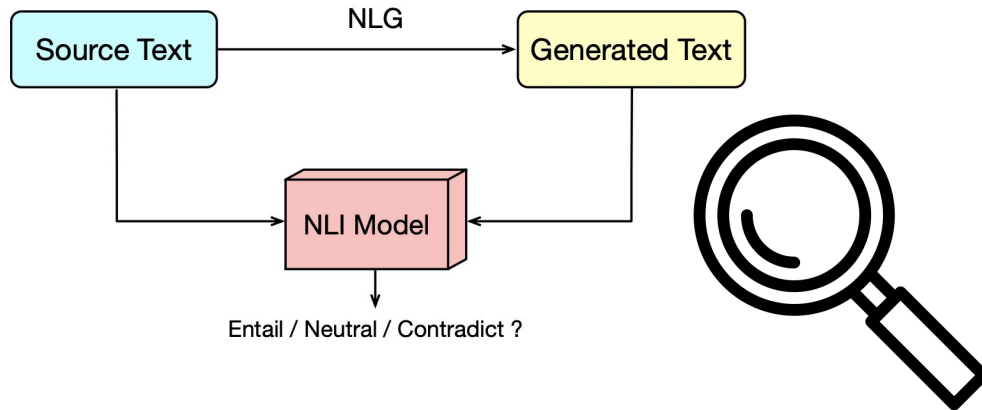 NLG
Source Text
Generated Text
NLI Model
Entail / Neutral / Contradict ?